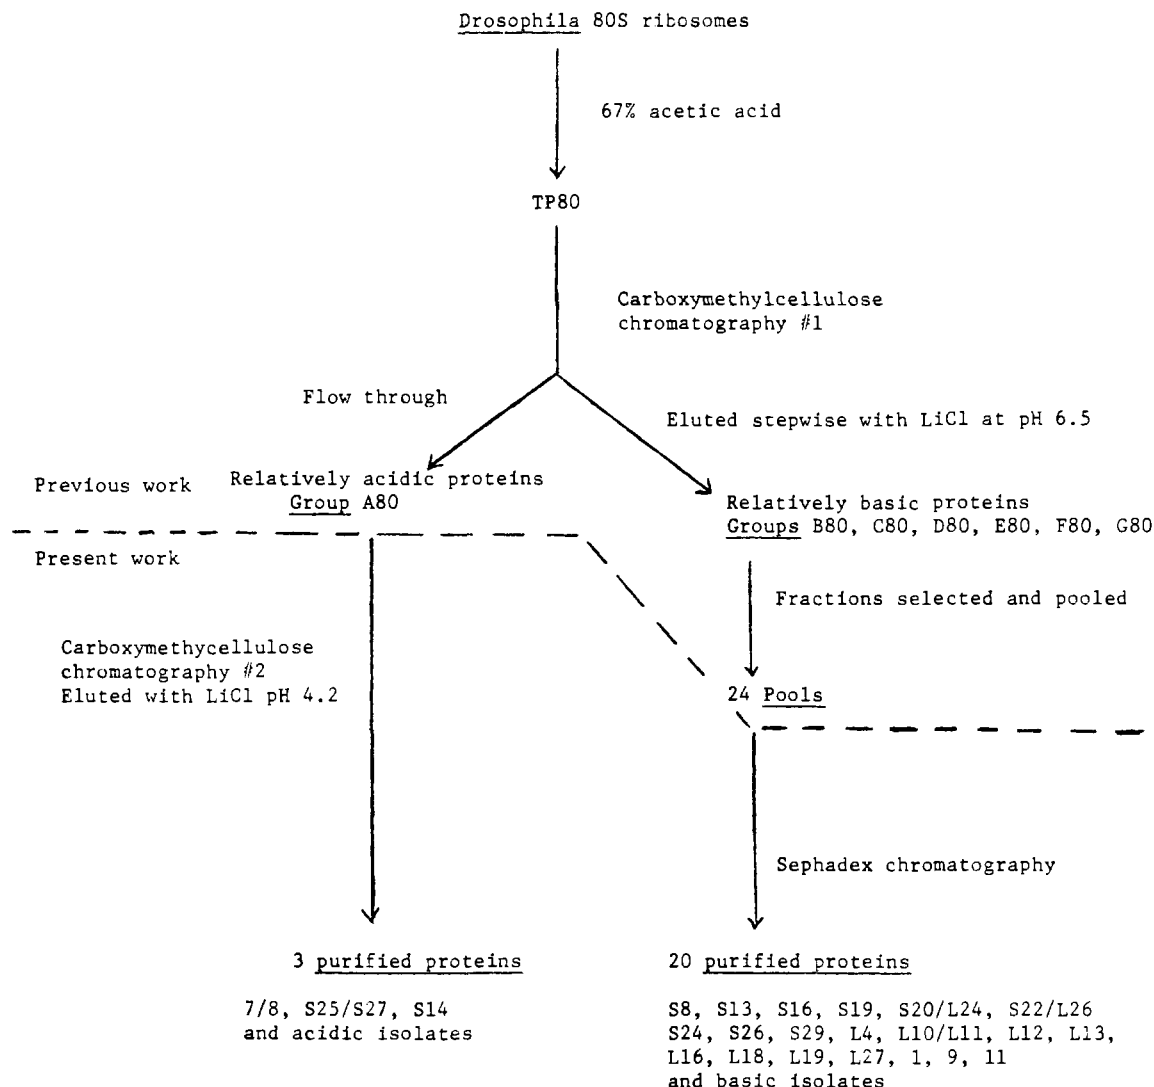 Drosophila 80S ribosomes
67% acetic acid
TP80
Carboxymethylcellulose
chromatography #1
Flow through
Eluted stepwise with LiCl at pH 6.5
Previous work
Relatively acidic proteins
Group A80
Relatively basic proteins
Groups B80, C80, D80, E80, F80, G80
Present work
Fractions selected and pooled
Carboxymethycellulose
chromatography #2
Eluted with LiCl pH 4.2
24 Pools
Sephadex chromatography
3 purified proteins
7/8, S25/S27, S14
and acidic isolates
20 purified proteins
S8, S13, S16, S19, S20/L24, S22/L26
S24, S26, S29, L4, L10/L11, L12, L13,
L16, L18, L19, L27, 1, 9, 11
and basic isolates